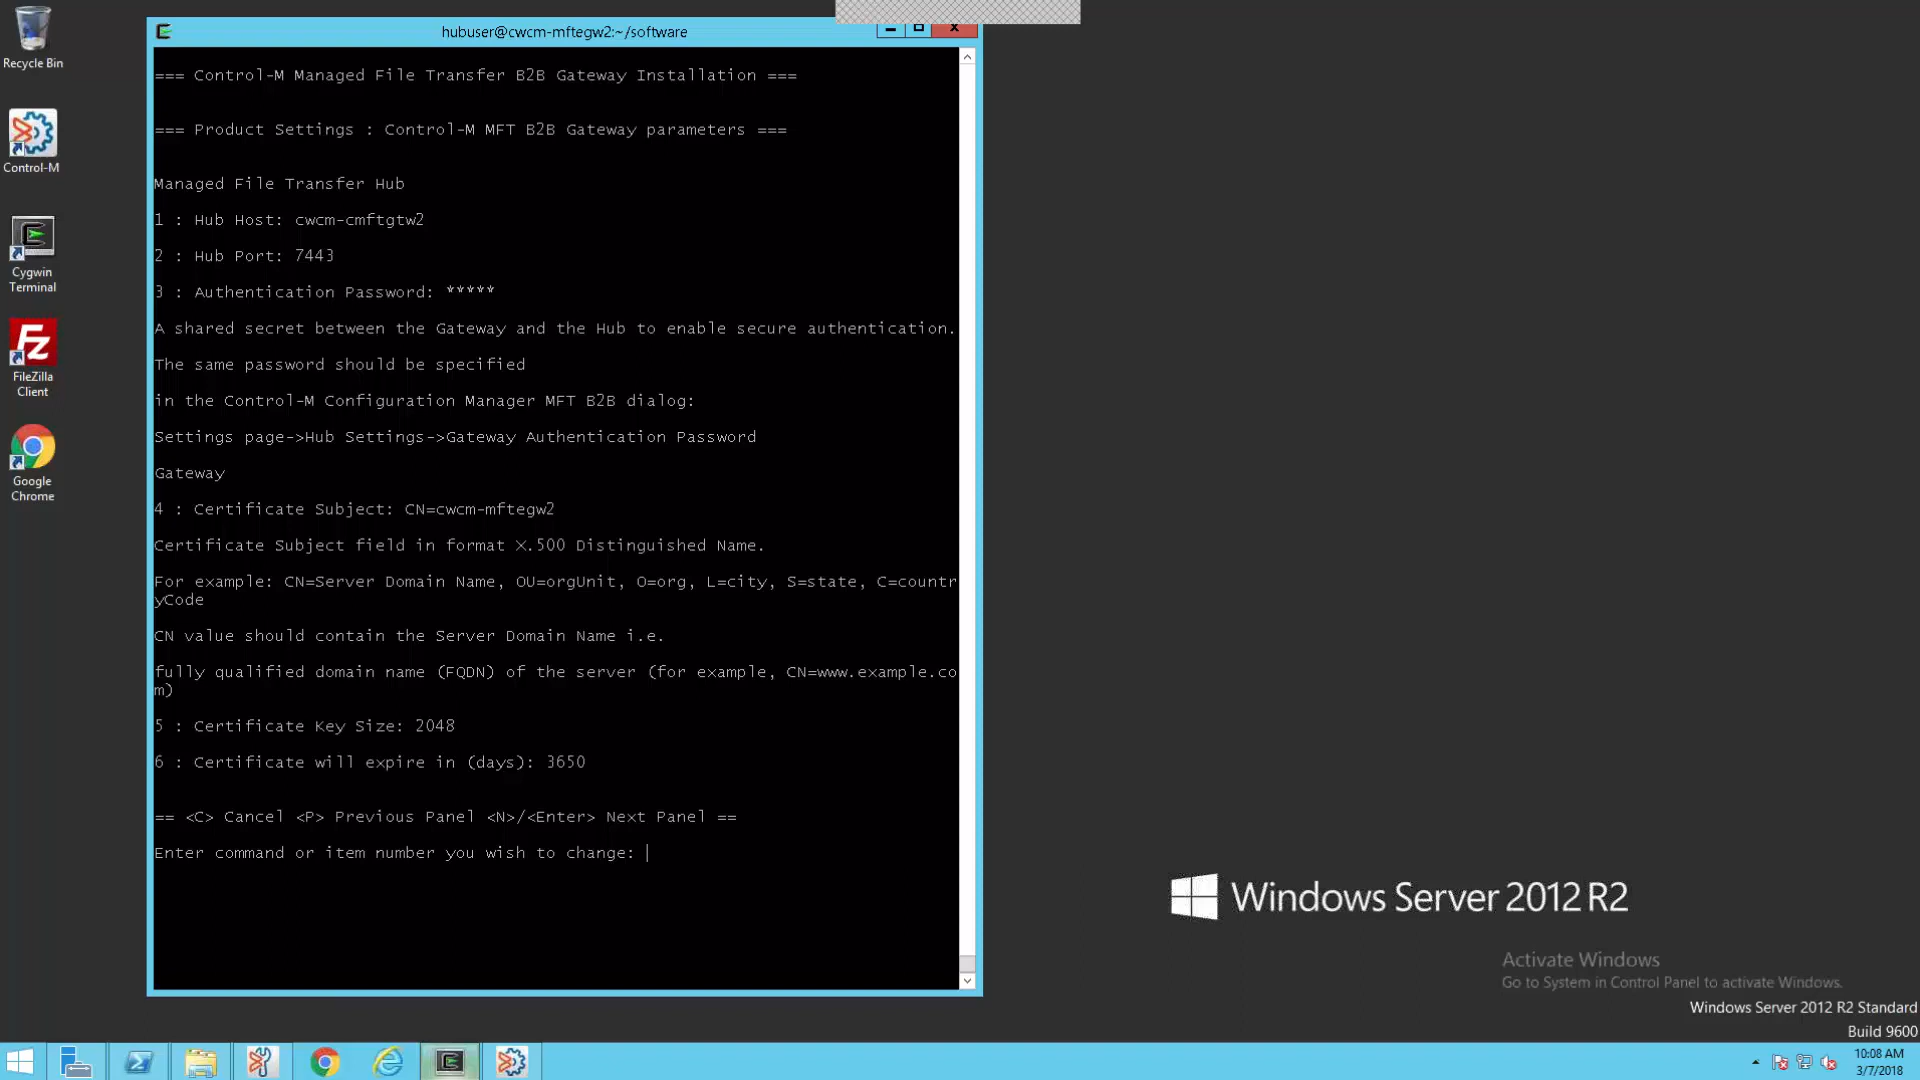 Recycle Bin
Control-M
Cygwin
Terminal
FileZilla
Client
Google
Chrome
hubuser@cwcm-mftegw2:~/software
=== Control-M Managed File Transfer B2B Gateway Installation ===
=== Product Settings : Control-M MFT B2B Gateway parameters ===
Managed File Transfer Hub
1 : Hub Host: cwcm-cmftgtw2
2 : Hub Port: 7443
3 : Authentication Password: *****
A shared secret between the Gateway and the Hub to enable secure authentication.
The same password should be specified
in the Control-M Configuration Manager MFT B2B dialog:
Settings page->Hub Settings->Gateway Authentication Password
Gateway
4 : Certificate Subject: CN=cwcm-mftegw2
Certificate Subject field in format X.500 Distinguished Name.
For example: CN=Server Domain Name, OU=orgUnit, O=org, L=city, S=state, C=countr
yCode
CN value should contain the Server Domain Name i.e.
fully qualified domain name (FQDN) of the server (for example, CN=www.example.co
m)
5 : Certificate Key Size: 2048
6 : Certificate will expire in (days): 3650
== <C> Cancel <P> Previous Panel <N>/<Enter> Next Panel ==
Enter command or item number you wish to change:
Windows Server 2012 R2
Activate Windows
Go to System in Control Panel to activate Windows.
Windows Server 2012 R2 Standard
Build 9600
10:08 AM
3/7/2018